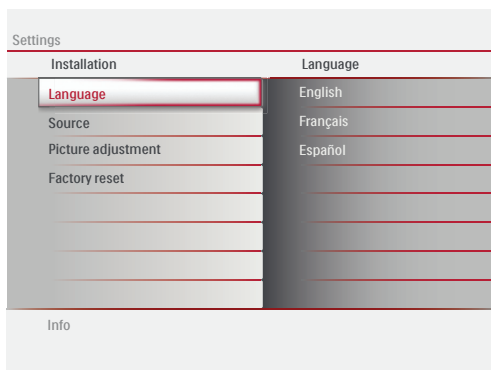 Settings
Installation
Language
Language
English
Source
Français
Picture adjustment
Español
Factory reset
Info